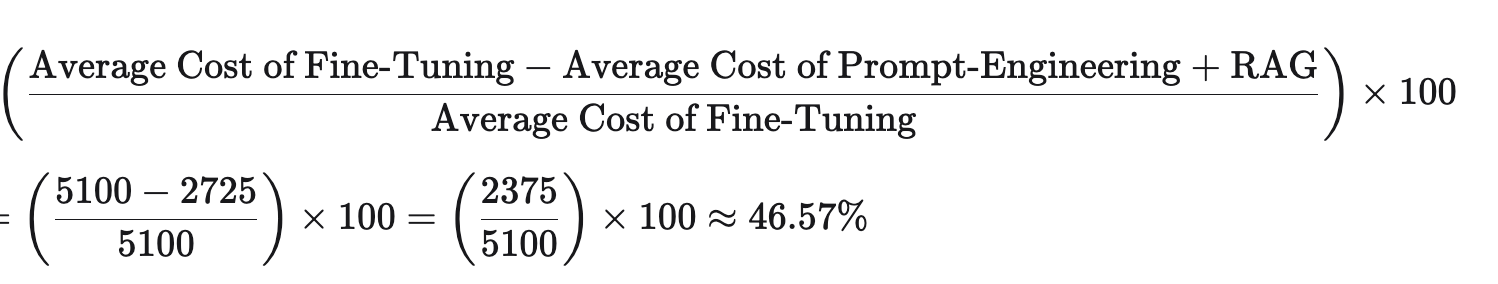 (Average Cost of Fine-Tuning − Average Cost of Prompt-Engineering + RAG / Average Cost of Fine-Tuning) × 100
= (5100 − 2725 / 5100) × 100 = (2375 / 5100) × 100 ≈ 46.57%